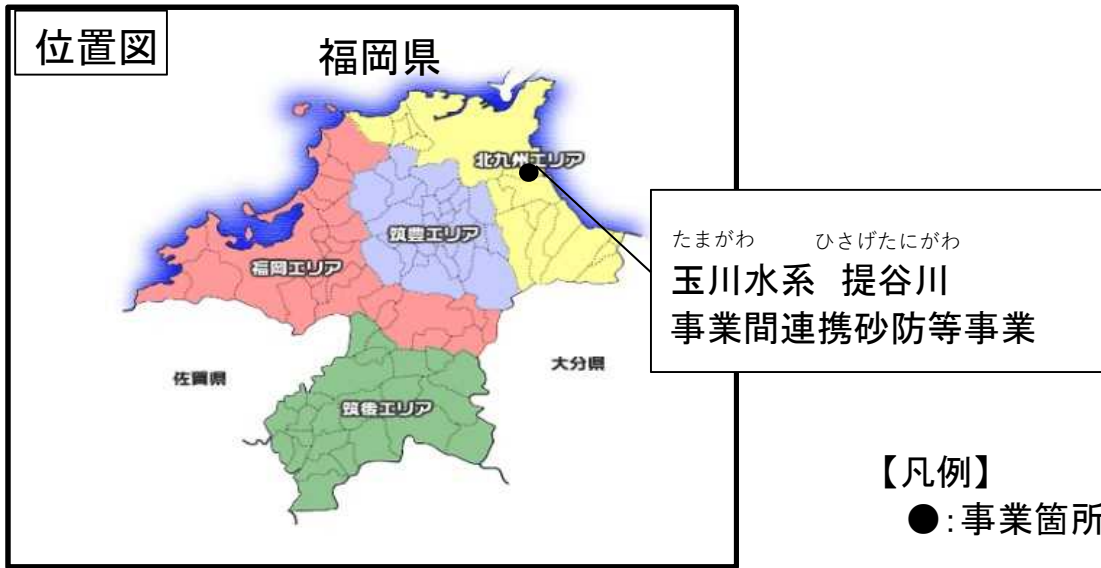 位置図
福岡県
北九州エリア
筑豊エリア
福岡エリア
たまがわ ひさげたにがわ
玉川水系 提谷川
事業間連携砂防等事業
佐賀県
大分県
筑後エリア
【凡例】
●:事業箇所